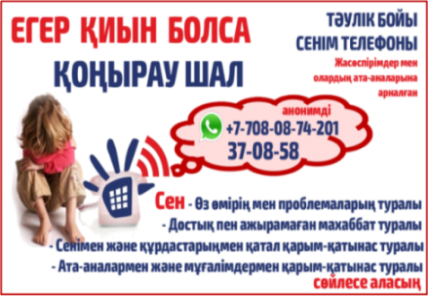 ЕГЕР ҚИЫН БОЛСА
ҚОҢЫРАУ ШАЛ
ТӘУЛІК БОЙЫ
СЕНІМ ТЕЛЕФОНЫ
Жасөспірімдер мен
олардың ата-аналарына
арналған
анонимді
+7-708-08-74-201
37-08-58
Сен - Өз өмірің мен проблемаларың туралы
- Достық пен ажырамаған махаббат туралы
- Сенімен және құрдастарыңмен қатал қарым-қатынас туралы
- Ата-аналармен және мұғалімдермен қарым-қатынас туралы
сөйлесе аласың